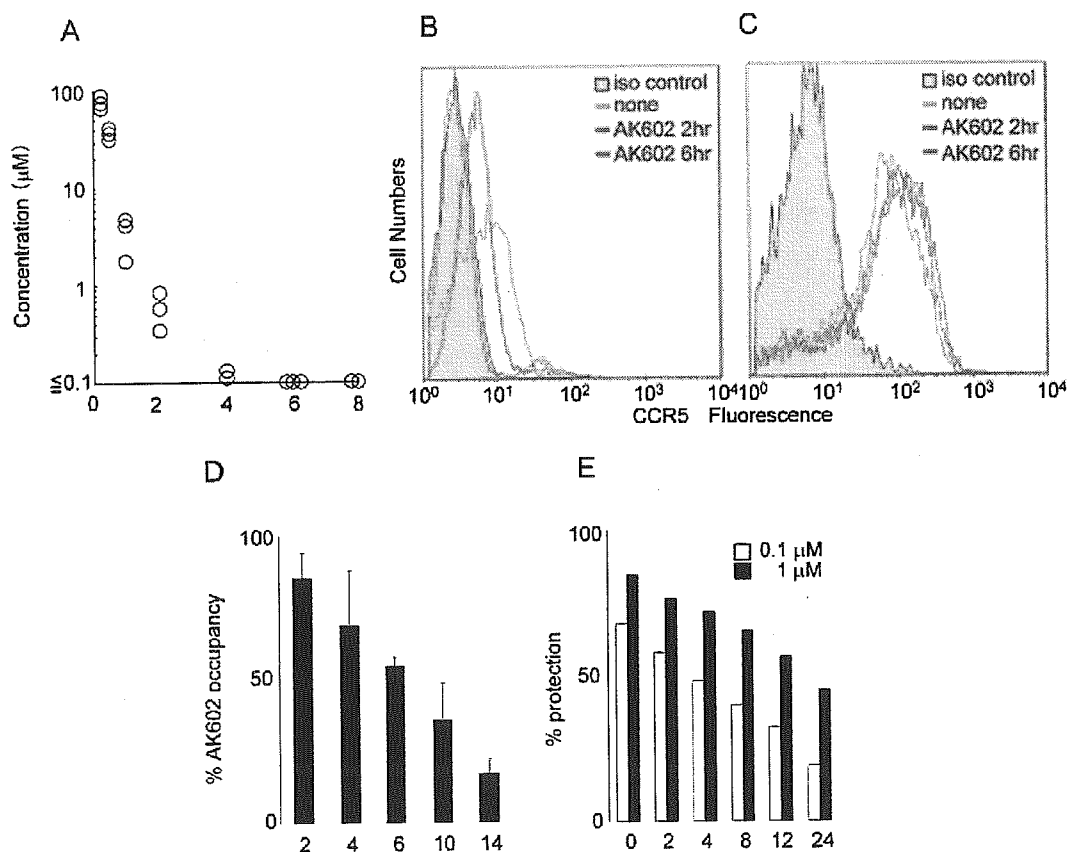 A
Concentration (μM)
100
10
1
≦0.1
0 2 4 6 8
B
iso control
none
AK602 2hr
AK602 6hr
Cell Numbers
10⁰ 10¹ 10² 10³ 10⁴
C
iso control
none
AK602 2hr
AK602 6hr
10⁰ 10¹ 10² 10³ 10⁴
CCR5 Fluorescence
D
% AK602 occupancy
100
50
0
2 4 6 10 14
E
0.1 μM
1 μM
% protection
100
50
0
0 2 4 8 12 24